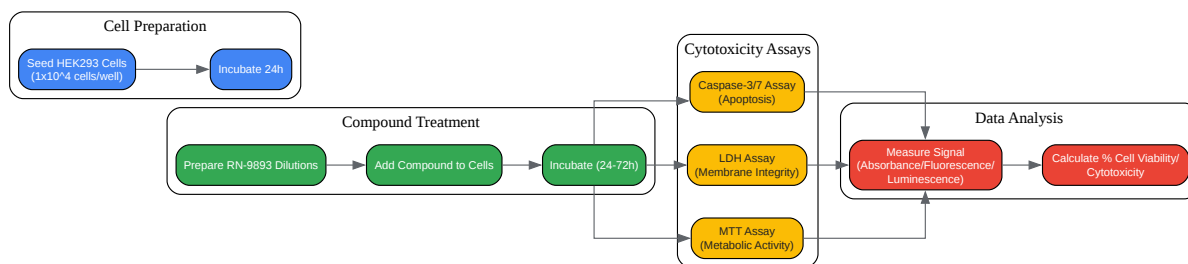 Cell Preparation
Seed HEK293 Cells
(1x10^4 cells/well)
Incubate 24h
Compound Treatment
Prepare RN-9893 Dilutions
Add Compound to Cells
Incubate (24-72h)
Cytotoxicity Assays
Caspase-3/7 Assay
(Apoptosis)
LDH Assay
(Membrane Integrity)
MTT Assay
(Metabolic Activity)
Data Analysis
Measure Signal
(Absorbance/Fluorescence/
Luminescence)
Calculate % Cell Viability/
Cytotoxicity